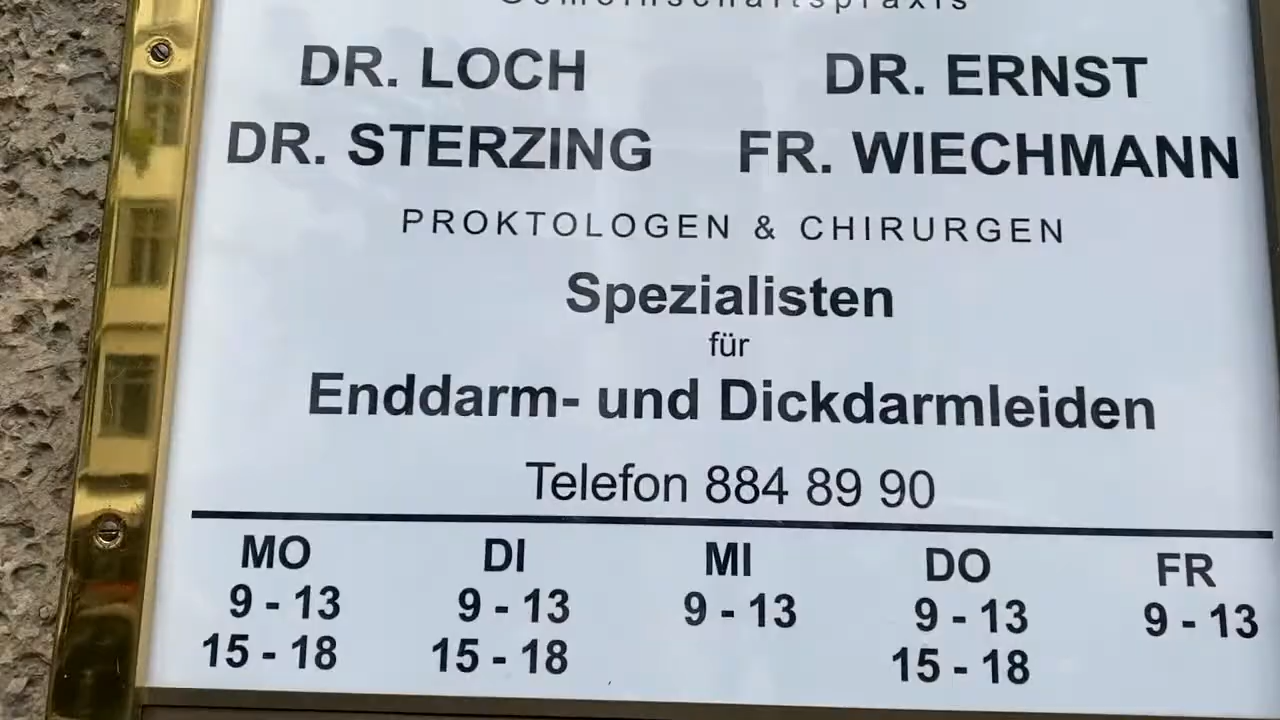 Gemeinschaftspraxis
DR. LOCH DR. ERNST
DR. STERZING FR. WIECHMANN
PROKTOLOGEN & CHIRURGEN
Spezialisten
für
Enddarm- und Dickdarmleiden
Telefon 884 89 90
MO DI MI DO FR
9 - 13 9 - 13 9 - 13 9 - 13 9 - 13
15 - 18 15 - 18 15 - 18